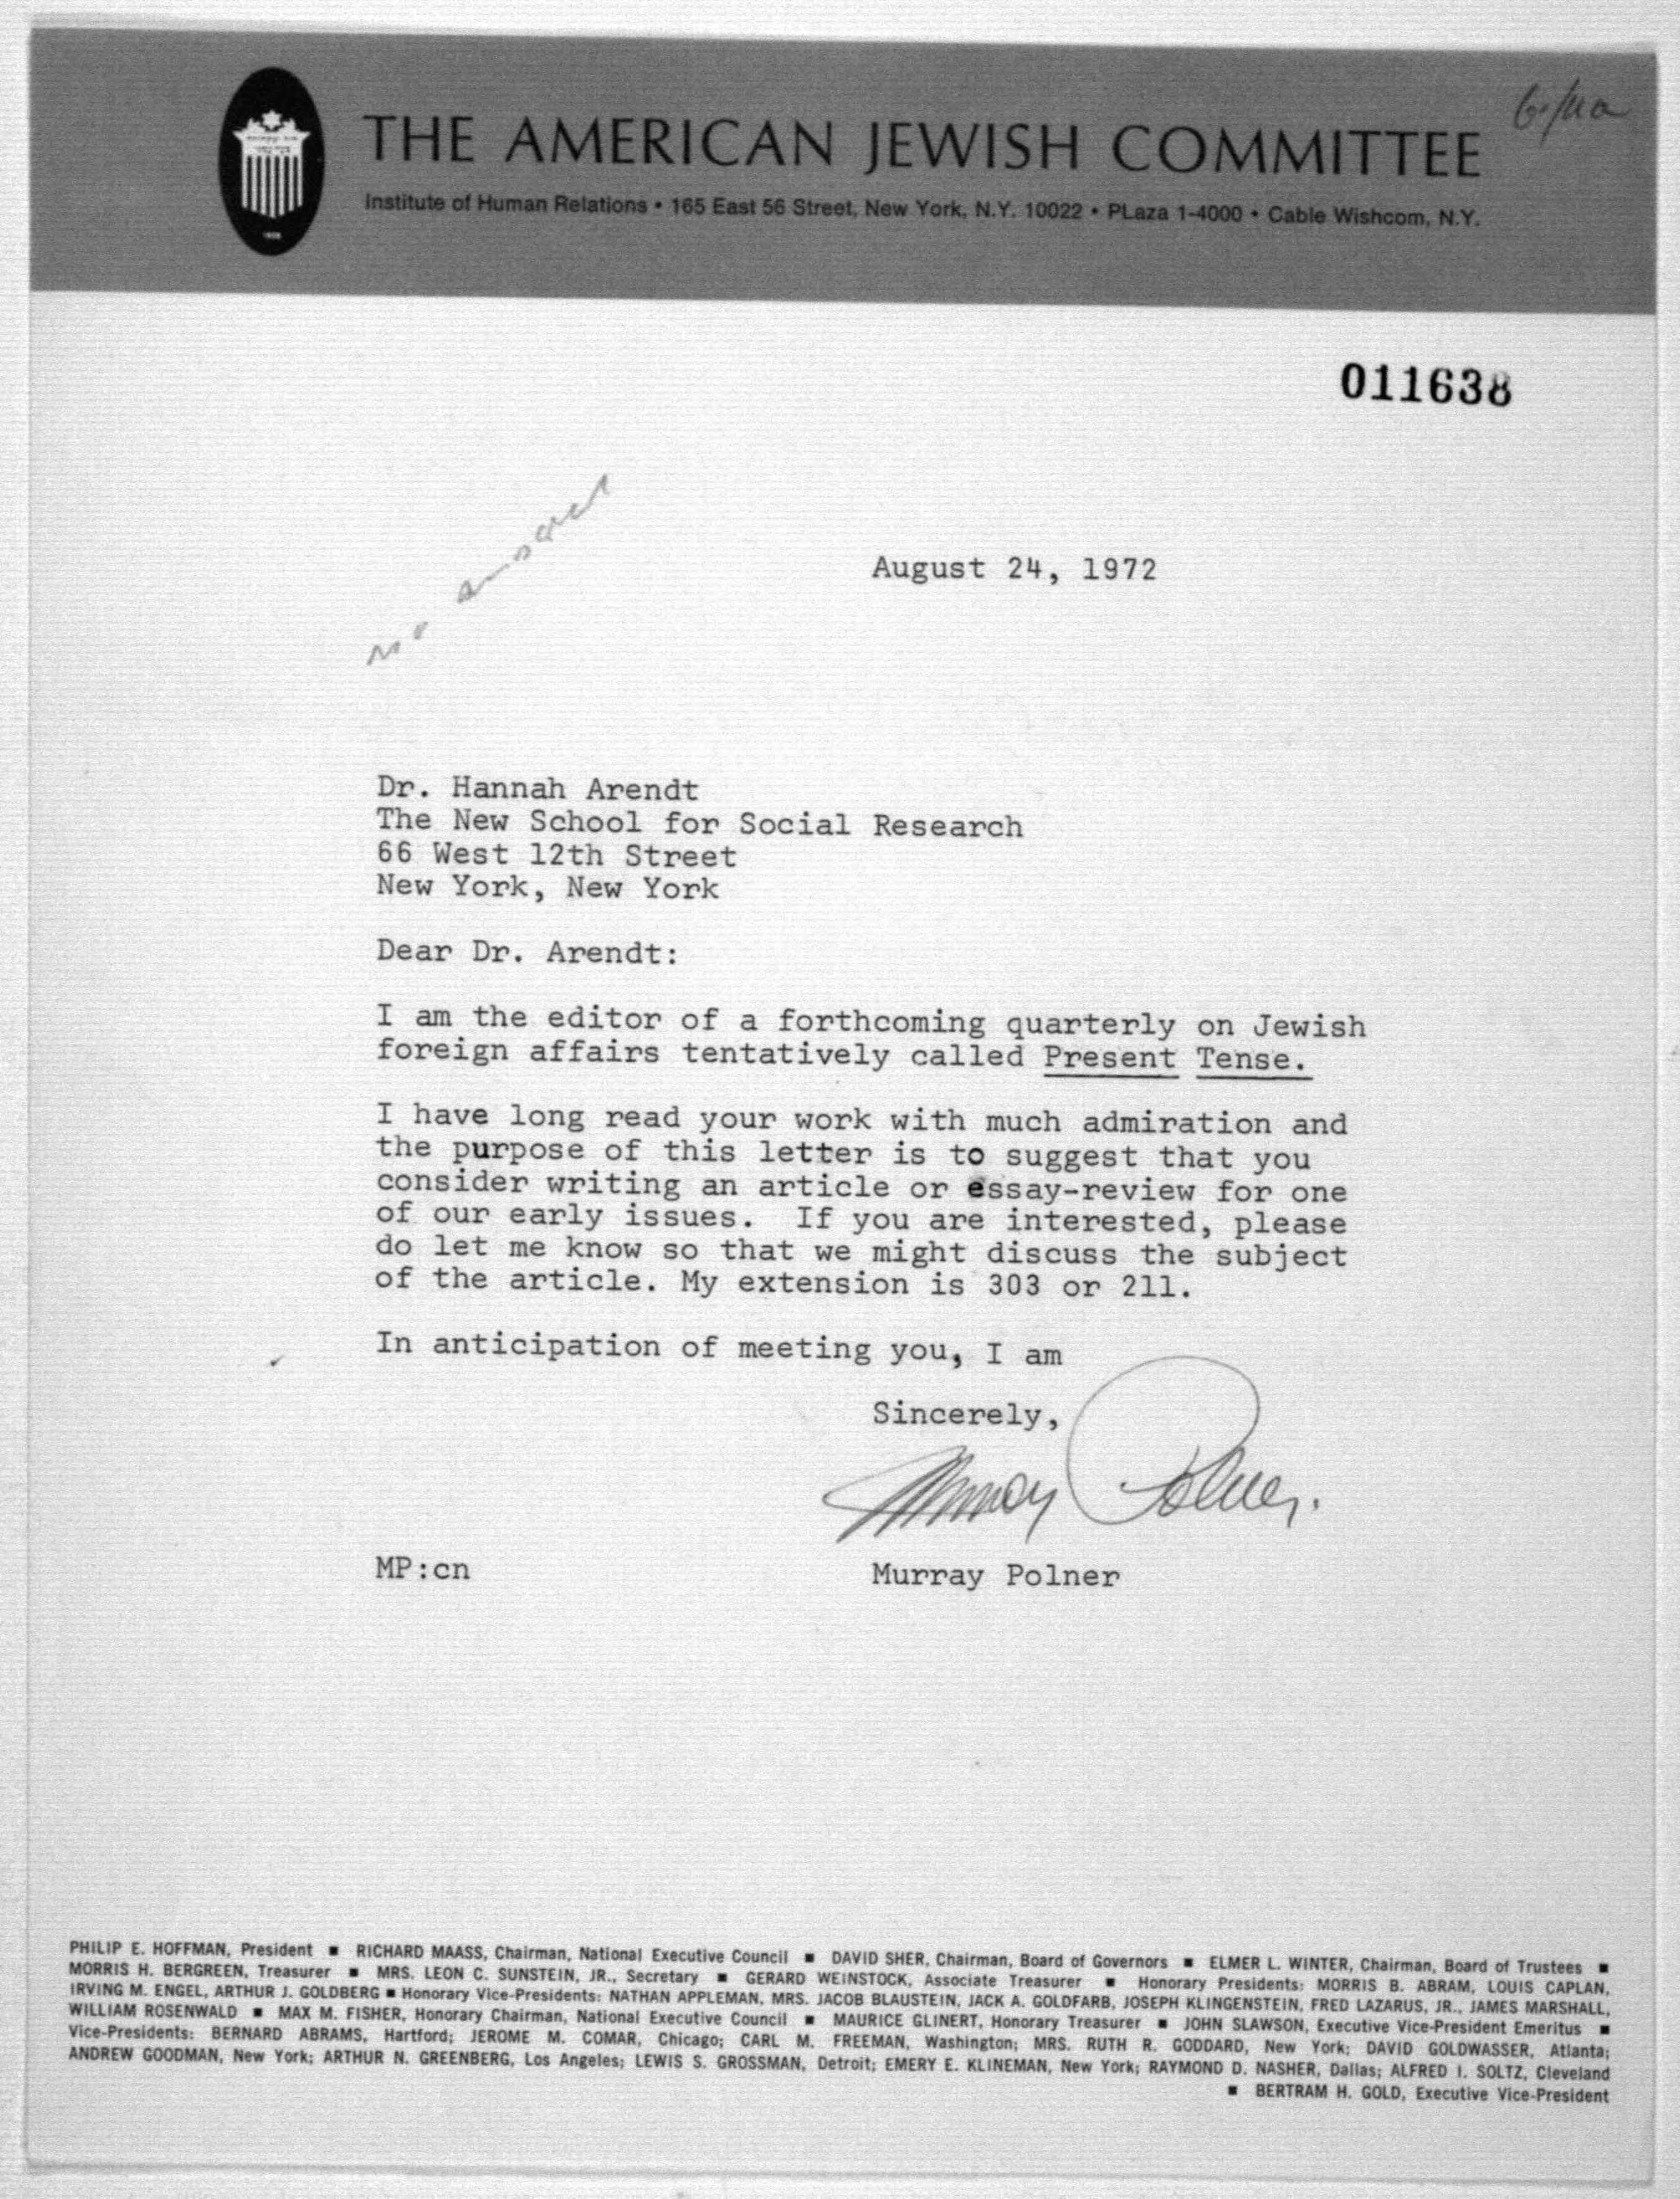 THE AMERICAN JEWISH COMMITTEE
Institute of Human Relations • 165 East 56 Street, New York, N.Y. 10022 • PLaza 1-4000 • Cable Wishcom, N.Y.
011638
no answer
August 24, 1972
Dr. Hannah Arendt
The New School for Social Research
66 West 12th Street
New York, New York
Dear Dr. Arendt:
I am the editor of a forthcoming quarterly on Jewish
foreign affairs tentatively called Present Tense.
I have long read your work with much admiration and
the purpose of this letter is to suggest that you
consider writing an article or essay-review for one
of our early issues. If you are interested, please
do let me know so that we might discuss the subject
of the article. My extension is 303 or 211.
In anticipation of meeting you, I am
Sincerely,
Murray Polner
MP:cn
Murray Polner
PHILIP E. HOFFMAN, President ■ RICHARD MAASS, Chairman, National Executive Council ■ DAVID SHER, Chairman, Board of Governors ■ ELMER L. WINTER, Chairman, Board of Trustees ■
MORRIS H. BERGREEN, Treasurer ■ MRS. LEON C. SUNSTEIN, JR., Secretary ■ GERARD WEINSTOCK, Associate Treasurer ■ Honorary Presidents: MORRIS B. ABRAM, LOUIS CAPLAN,
IRVING M. ENGEL, ARTHUR J. GOLDBERG ■ Honorary Vice-Presidents: NATHAN APPLEMAN, MRS. JACOB BLAUSTEIN, JACK A. GOLDFARB, JOSEPH KLINGENSTEIN, FRED LAZARUS, JR., JAMES MARSHALL,
WILLIAM ROSENWALD ■ MAX M. FISHER, Honorary Chairman, National Executive Council ■ MAURICE GLINERT, Honorary Treasurer ■ JOHN SLAWSON, Executive Vice-President Emeritus ■
Vice-Presidents: BERNARD ABRAMS, Hartford; JEROME M. COMAR, Chicago; CARL M. FREEMAN, Washington; MRS. RUTH R. GODDARD, New York; DAVID GOLDWASSER, Atlanta;
ANDREW GOODMAN, New York; ARTHUR N. GREENBERG, Los Angeles; LEWIS S. GROSSMAN, Detroit; EMERY E. KLINEMAN, New York; RAYMOND D. NASHER, Dallas; ALFRED I. SOLTZ, Cleveland
■ BERTRAM H. GOLD, Executive Vice-President